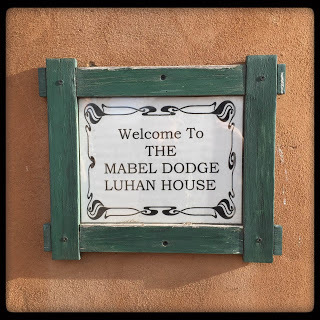 Welcome To
THE
MABEL DODGE
LUHAN HOUSE